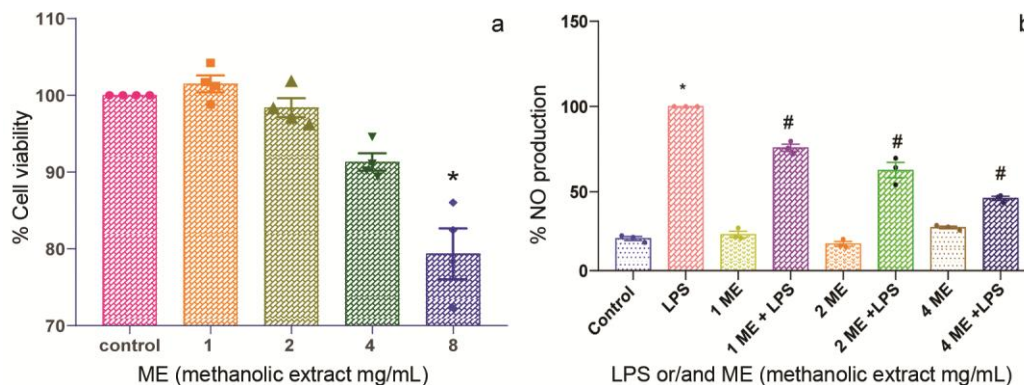 a
110
100
90
80
70
% Cell viability
*
control 1 2 4 8
ME (methanolic extract mg/mL)
b
150
100
50
0
% NO production
* # # #
Control LPS 1 ME 1 ME + LPS 2 ME 2 ME +LPS 4 ME 4 ME +LPS
LPS or/and ME (methanolic extract mg/mL)